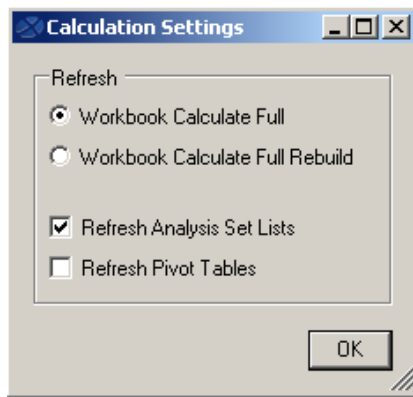 Calculation Settings
Refresh
Workbook Calculate Full
Workbook Calculate Full Rebuild
Refresh Analysis Set Lists
Refresh Pivot Tables
OK